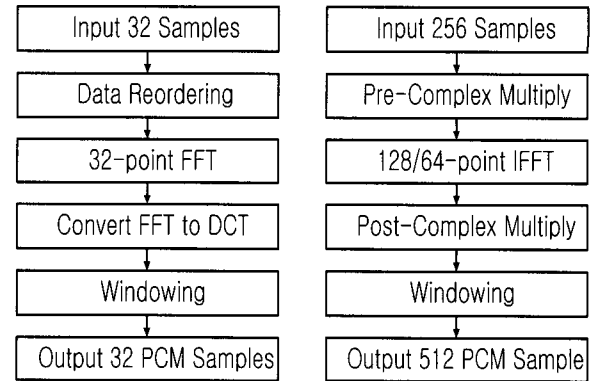 Input 32 Samples
Data Reordering
32-point FFT
Convert FFT to DCT
Windowing
Output 32 PCM Samples
Input 256 Samples
Pre-Complex Multiply
128/64-point IFFT
Post-Complex Multiply
Windowing
Output 512 PCM Sample